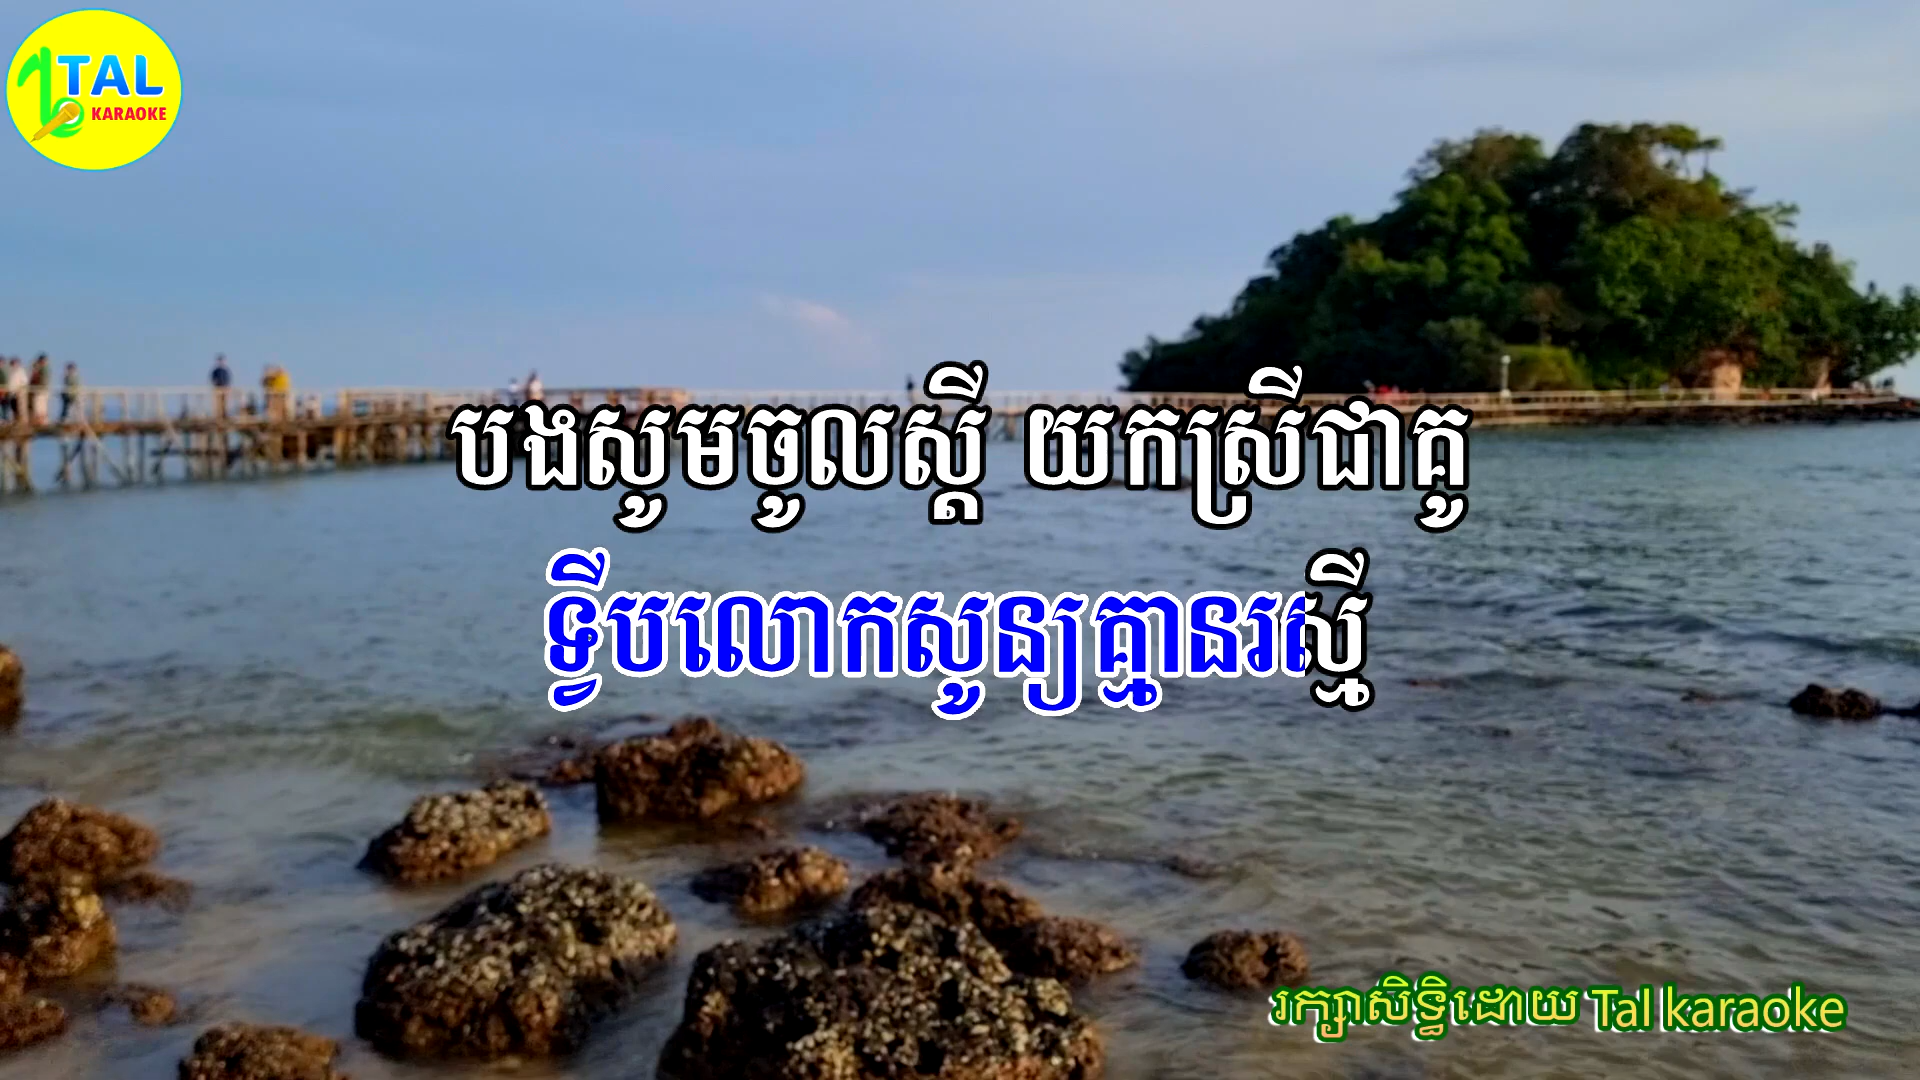 TAL
KARAOKE
បងសូមចូលស្ដី យកស្រីជាគូ
ទ្វីបលោកសូន្យគ្មានរស្មី
រក្សាសិទ្ធិដោយ Tal karaoke